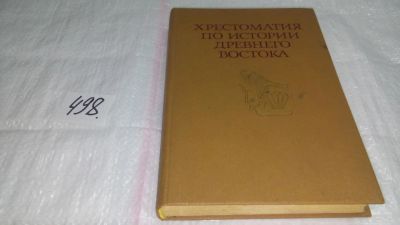 ХРЕСТОМАТИЯ
ПО ИСТОРИИ
ДРЕВНЕГО
ВОСТОКА
498.